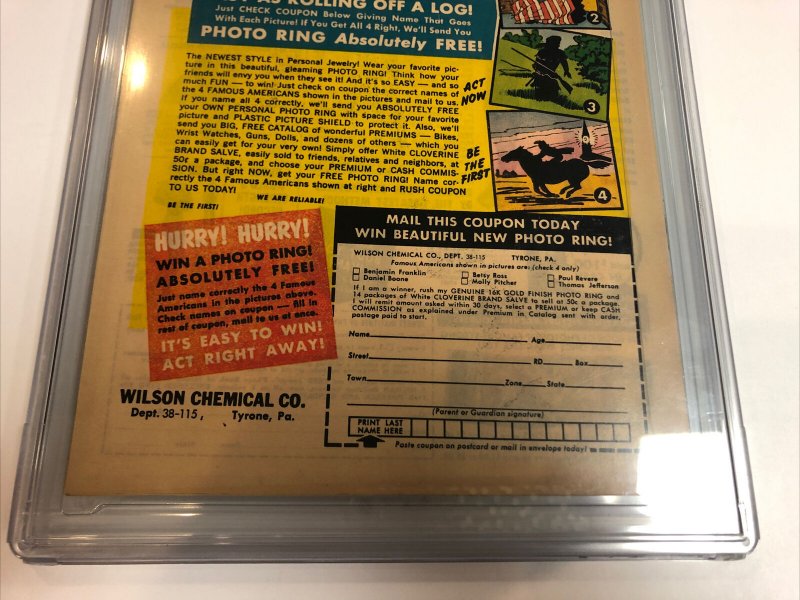 AS ROLLING OFF A LOG!
Just CHECK COUPON Below Giving Name That Goes
With Each Picture! If You Get All 4 Right, We'll Send You
PHOTO RING Absolutely FREE!
The NEWEST STYLE in Personal Jewelry! Wear your favorite pic-
ture in this beautiful, gleaming PHOTO RING! Think how your
friends will envy you when they see it! And it's so EASY — and so
much FUN — to win! Just check on coupon the correct names of
the 4 FAMOUS AMERICANS shown in the pictures and mail to us.
If you name all 4 correctly, we'll send you ABSOLUTELY FREE
your OWN PERSONAL PHOTO RING with space for your favorite
picture and PLASTIC PICTURE SHIELD to protect it. Also, we'll
send you BIG, FREE CATALOG of wonderful PREMIUMS — Bikes,
Wrist Watches, Guns, Dolls, and dozens of others — which you
can easily get for your very own! Simply offer White CLOVERINE
BRAND SALVE, easily sold to friends, relatives and neighbors, at
50¢ a package, and choose your PREMIUM or CASH COMMIS-
SION. But right NOW, get your FREE PHOTO RING! Name cor-
rectly the 4 Famous Americans shown at right and RUSH COUPON
TO US TODAY!
WE ARE RELIABLE!
BE THE FIRST!
ACT
NOW
BE
THE
FIRST
2
3
4
HURRY! HURRY!
WIN A PHOTO RING!
ABSOLUTELY FREE!
Just name correctly the 4 Famous
Americans in the pictures above.
Check names on coupon — fill in
rest of coupon, mail to us at once.
IT'S EASY TO WIN!
ACT RIGHT AWAY!
WILSON CHEMICAL CO.
Dept. 38-115, Tyrone, Pa.
MAIL THIS COUPON TODAY
WIN BEAUTIFUL NEW PHOTO RING!
WILSON CHEMICAL CO., DEPT. 38-115 TYRONE, PA.
Famous Americans shown in pictures are: (check 4 only)
Benjamin Franklin Betsy Ross Paul Revere
Daniel Boone Molly Pitcher Thomas Jefferson
If I am a winner, rush my GENUINE 16K GOLD FINISH PHOTO RING and
14 packages of White CLOVERINE BRAND SALVE to sell at 50¢ a package.
I will remit amount asked within 30 days, select a PREMIUM or keep CASH
COMMISSION as explained under Premium in Catalog sent with order,
postage paid to start.
Name Age
Street RD Box
Town Zone State
(Parent or Guardian signature)
PRINT LAST
NAME HERE
Paste coupon on postcard or mail in envelope today!